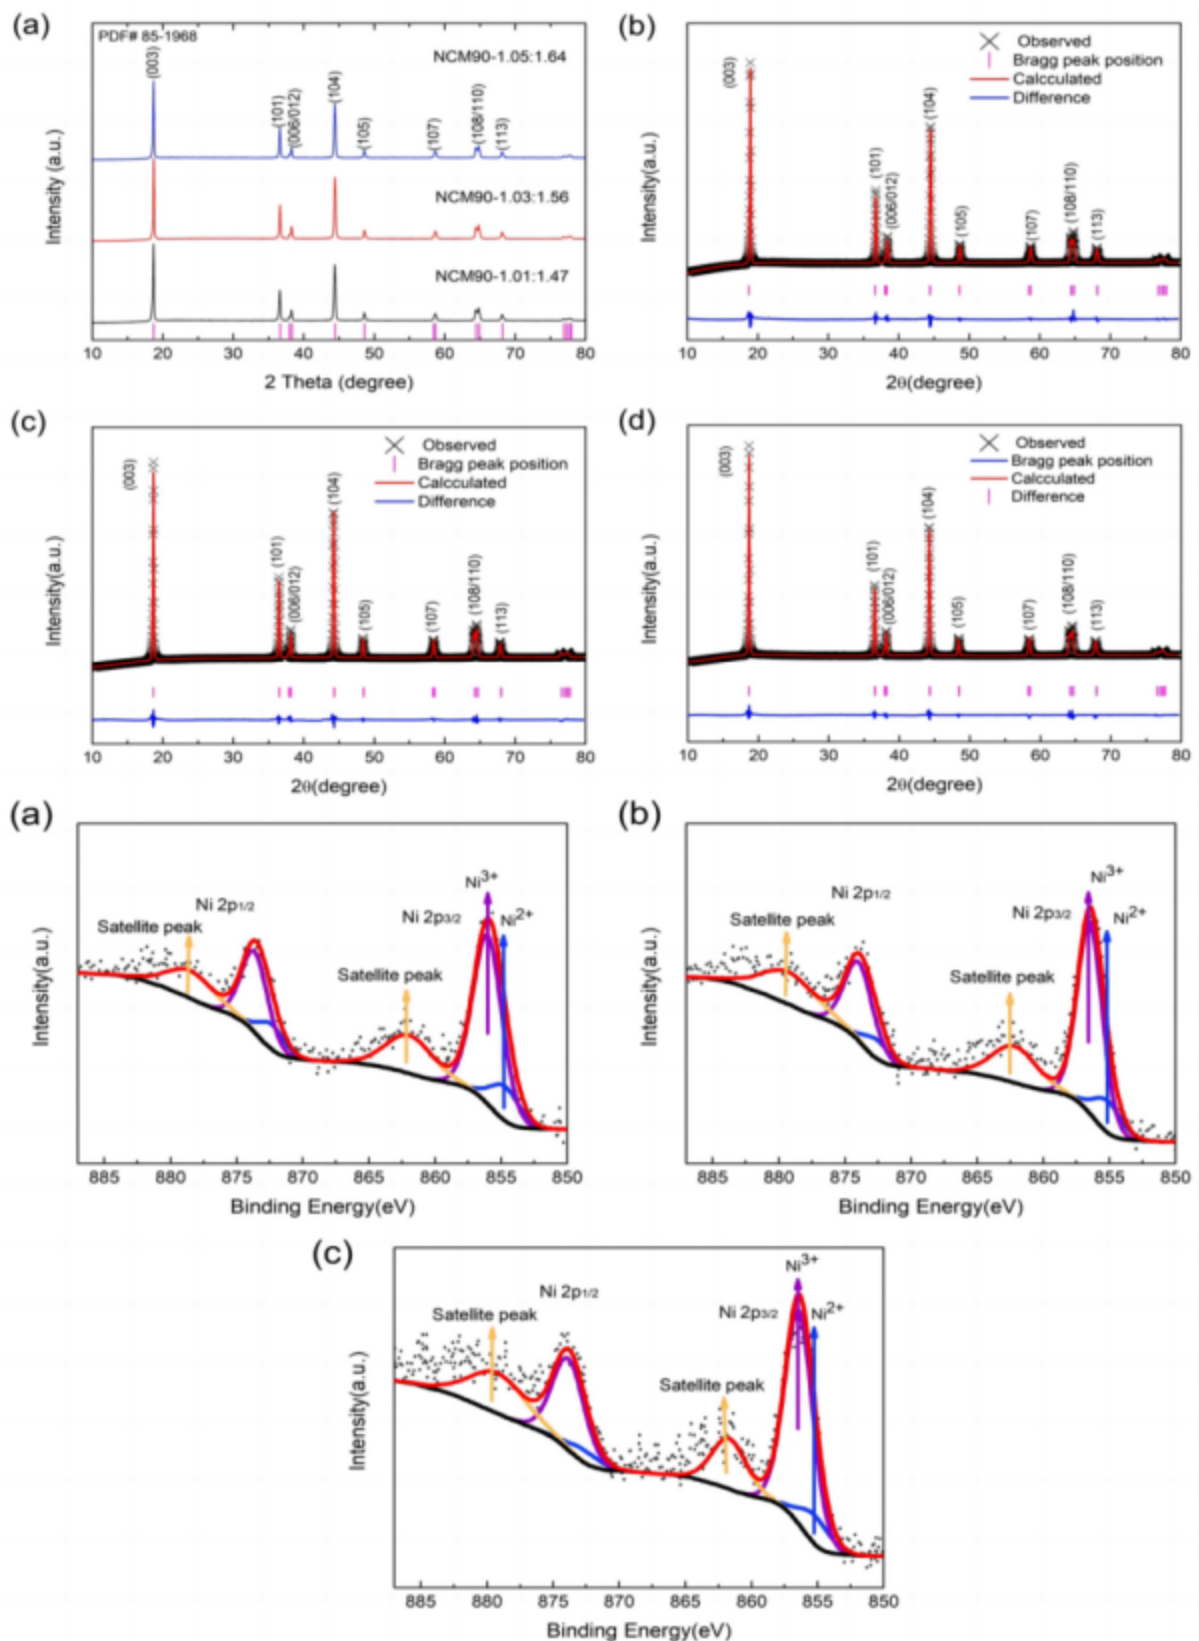 (a)
PDF# 85-1968
NCM90-1.05:1.64
(003)
(101)
(006/012)
(104)
(105)
(107)
(108/110)
(113)
NCM90-1.03:1.56
NCM90-1.01:1.47
Intensity (a.u.)
10 20 30 40 50 60 70 80
2 Theta (degree)
(b)
Observed
Bragg peak position
Calcculated
Difference
(003)
(101)
(006/012)
(104)
(105)
(107)
(108/110)
(113)
Intensity(a.u.)
10 20 30 40 50 60 70 80
2θ(degree)
(c)
Observed
Bragg peak position
Calcculated
Difference
(003)
(101)
(006/012)
(104)
(105)
(107)
(108/110)
(113)
Intensity(a.u.)
10 20 30 40 50 60 70 80
2θ(degree)
(d)
Observed
Bragg peak position
Calcculated
Difference
(003)
(101)
(006/012)
(104)
(105)
(107)
(108/110)
(113)
Intensity(a.u.)
10 20 30 40 50 60 70 80
2θ(degree)
(a)
Ni3+
Ni 2p1/2
Ni 2p3/2
Ni2+
Satellite peak
Satellite peak
Intensity(a.u.)
885 880 875 870 865 860 855 850
Binding Energy(eV)
(b)
Ni3+
Ni 2p1/2
Ni 2p3/2
Ni2+
Satellite peak
Satellite peak
Intensity(a.u.)
885 880 875 870 865 860 855 850
Binding Energy(eV)
(c)
Ni3+
Ni 2p1/2
Ni 2p3/2
Ni2+
Satellite peak
Satellite peak
Intensity(a.u.)
885 880 875 870 865 860 855 850
Binding Energy(eV)